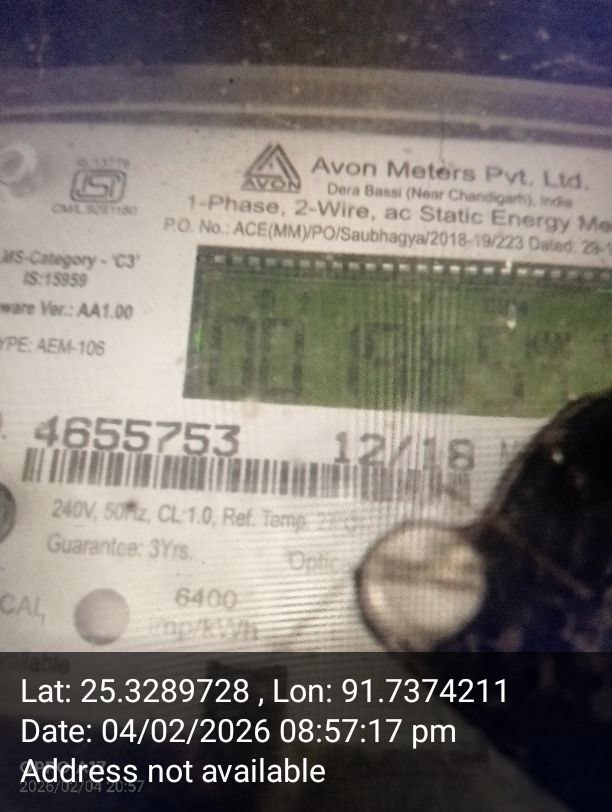 ISI
AVON
Avon Meters Pvt. Ltd.
Dera Bassi (Near Chandigarh), India
1-Phase, 2-Wire, ac Static Energy Me
P.O. No.: ACE(MM)/PO/Saubhagya/2018-19/223 Dated: 29-
MS-Category - 'C3'
IS:15959
ware Ver.: AA1.00
YPE: AEM-106
4655753 12/18
240V, 50Hz, CL:1.0, Ref. Temp.
Guarantee: 3Yrs.
Optica
CAL
6400
imp/kWh
Lat: 25.3289728 , Lon: 91.7374211
Date: 04/02/2026 08:57:17 pm
Address not available
2026/02/04 20:57